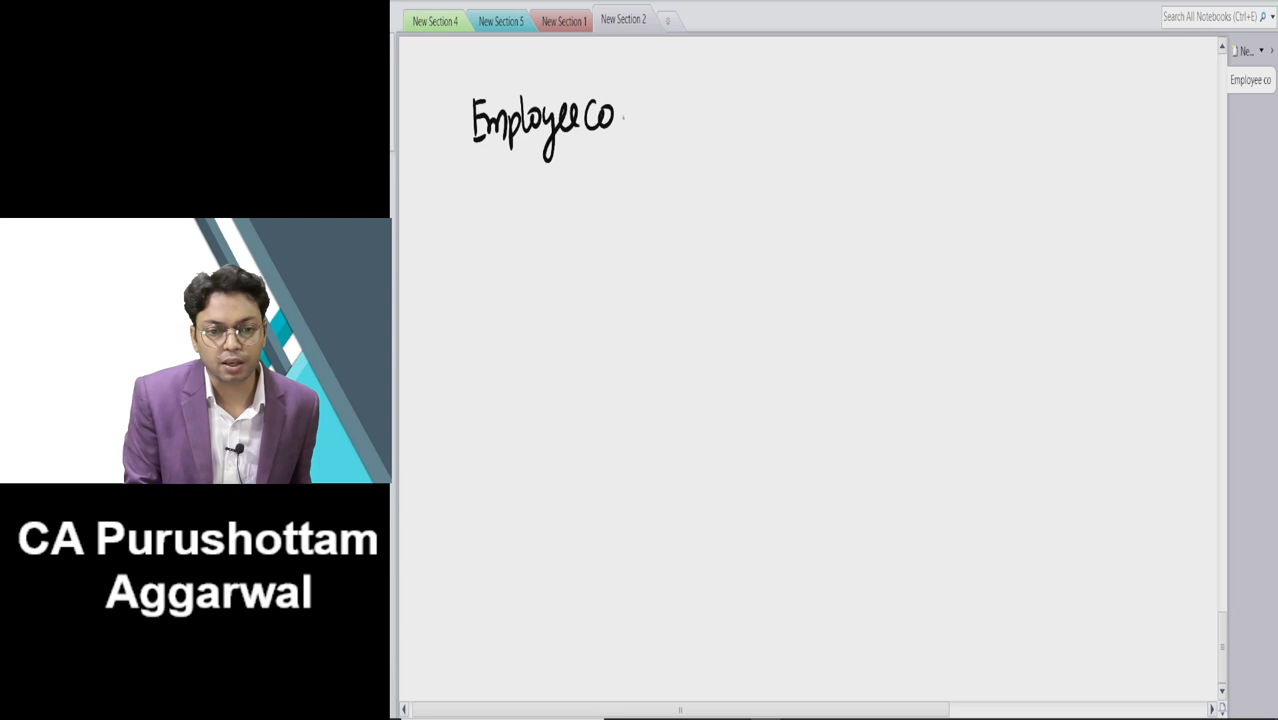 New Section 4
New Section 5
New Section 1
New Section 2
Search All Notebooks (Ctrl+E)
Ne...
Employee co
Employee Co
CA Purushottam
Aggarwal